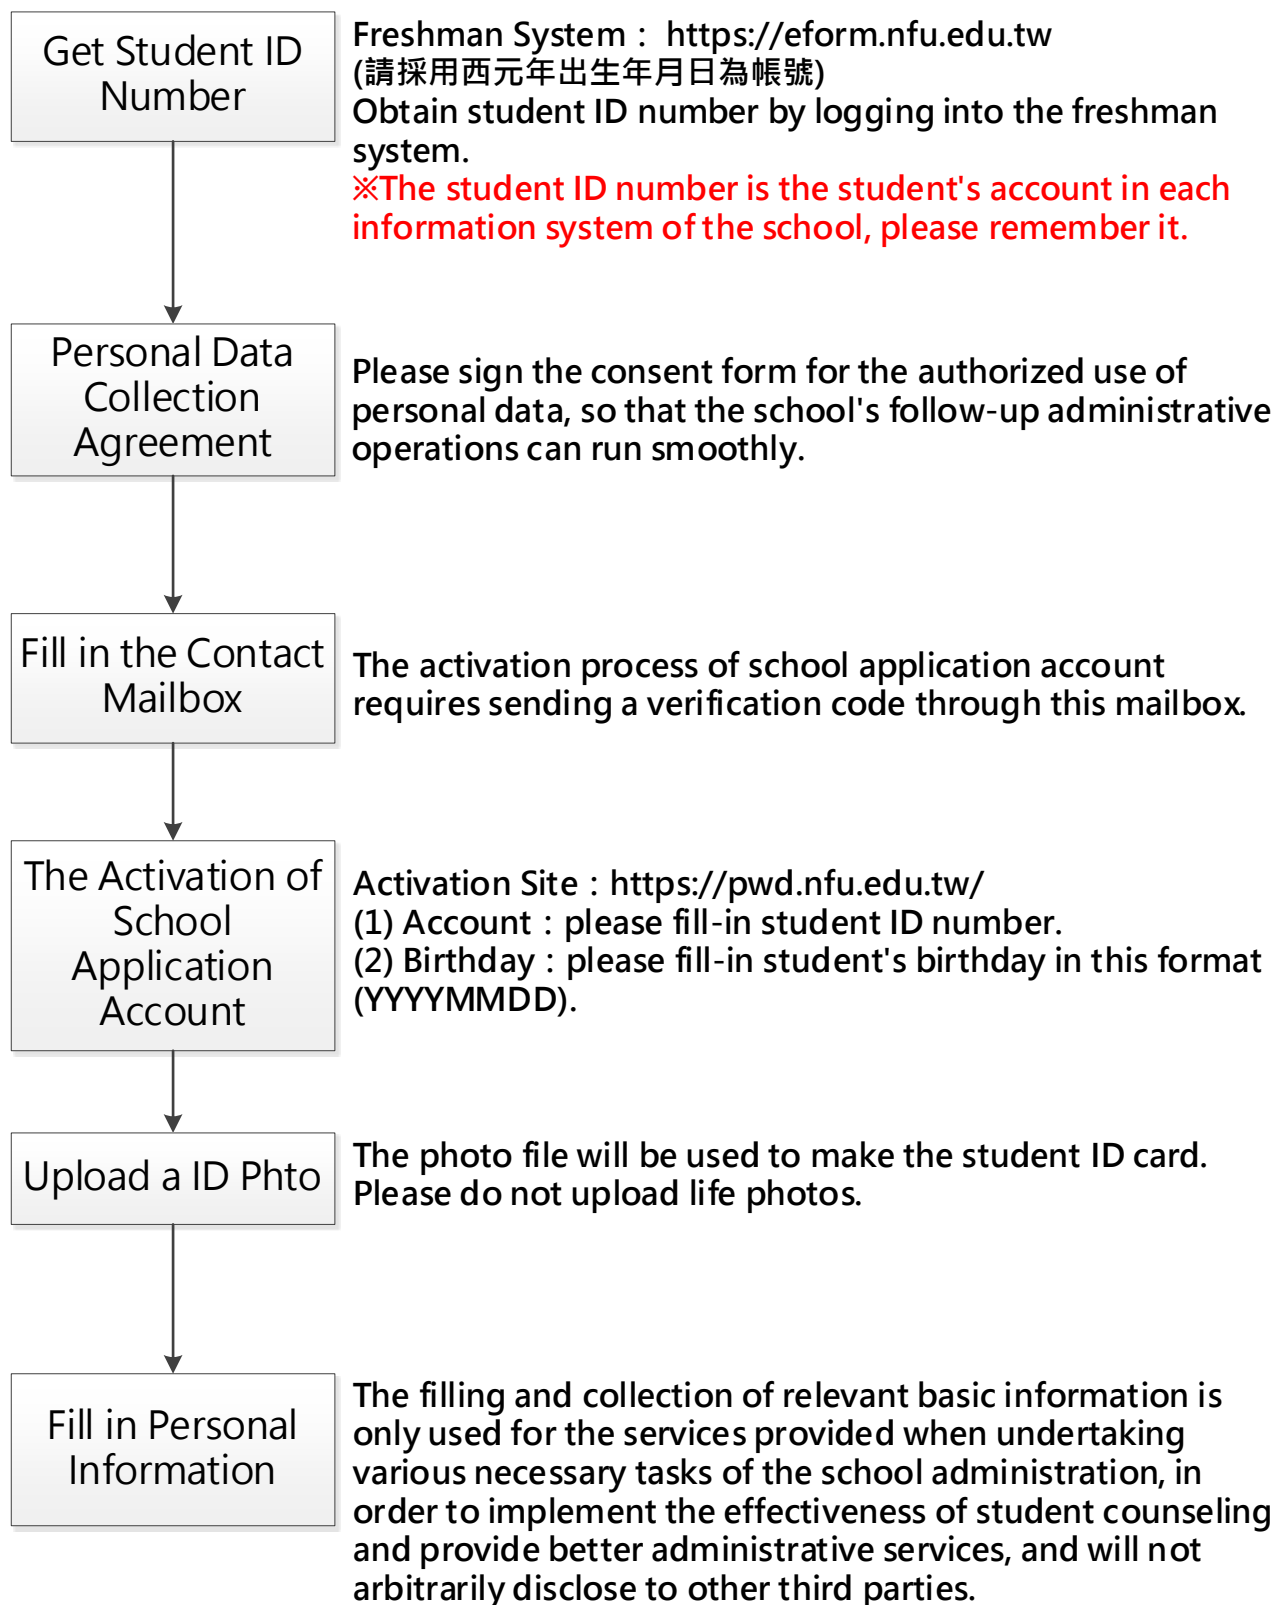 Get Student ID
Number
Freshman System： https://eform.nfu.edu.tw
(請採用西元年出生年月日為帳號)
Obtain student ID number by logging into the freshman
system.
※The student ID number is the student's account in each
information system of the school, please remember it.
Personal Data
Collection
Agreement
Please sign the consent form for the authorized use of
personal data, so that the school's follow-up administrative
operations can run smoothly.
Fill in the Contact
Mailbox
The activation process of school application account
requires sending a verification code through this mailbox.
The Activation of
School
Application
Account
Activation Site：https://pwd.nfu.edu.tw/
(1) Account：please fill-in student ID number.
(2) Birthday：please fill-in student's birthday in this format
(YYYYMMDD).
Upload a ID Phto
The photo file will be used to make the student ID card.
Please do not upload life photos.
Fill in Personal
Information
The filling and collection of relevant basic information is
only used for the services provided when undertaking
various necessary tasks of the school administration, in
order to implement the effectiveness of student counseling
and provide better administrative services, and will not
arbitrarily disclose to other third parties.